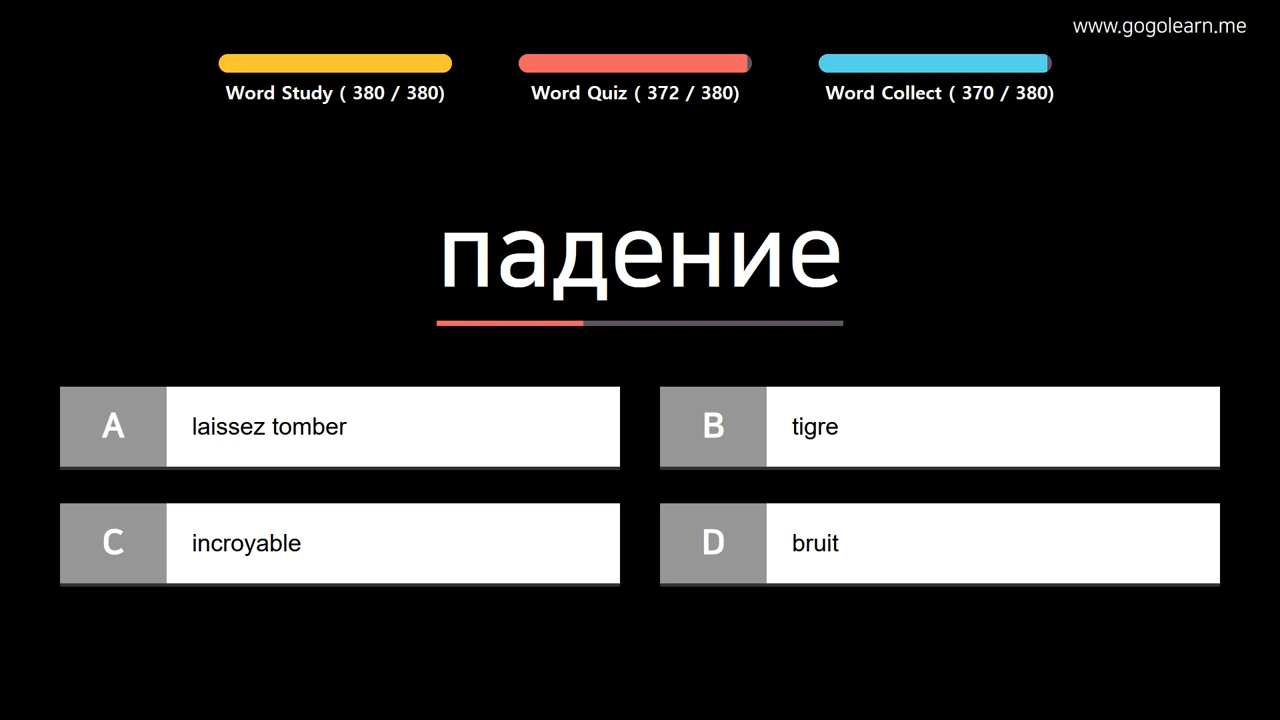 www.gogolearn.me
Word Study ( 380 / 380)
Word Quiz ( 372 / 380)
Word Collect ( 370 / 380)
падение
A laissez tomber
B tigre
C incroyable
D bruit